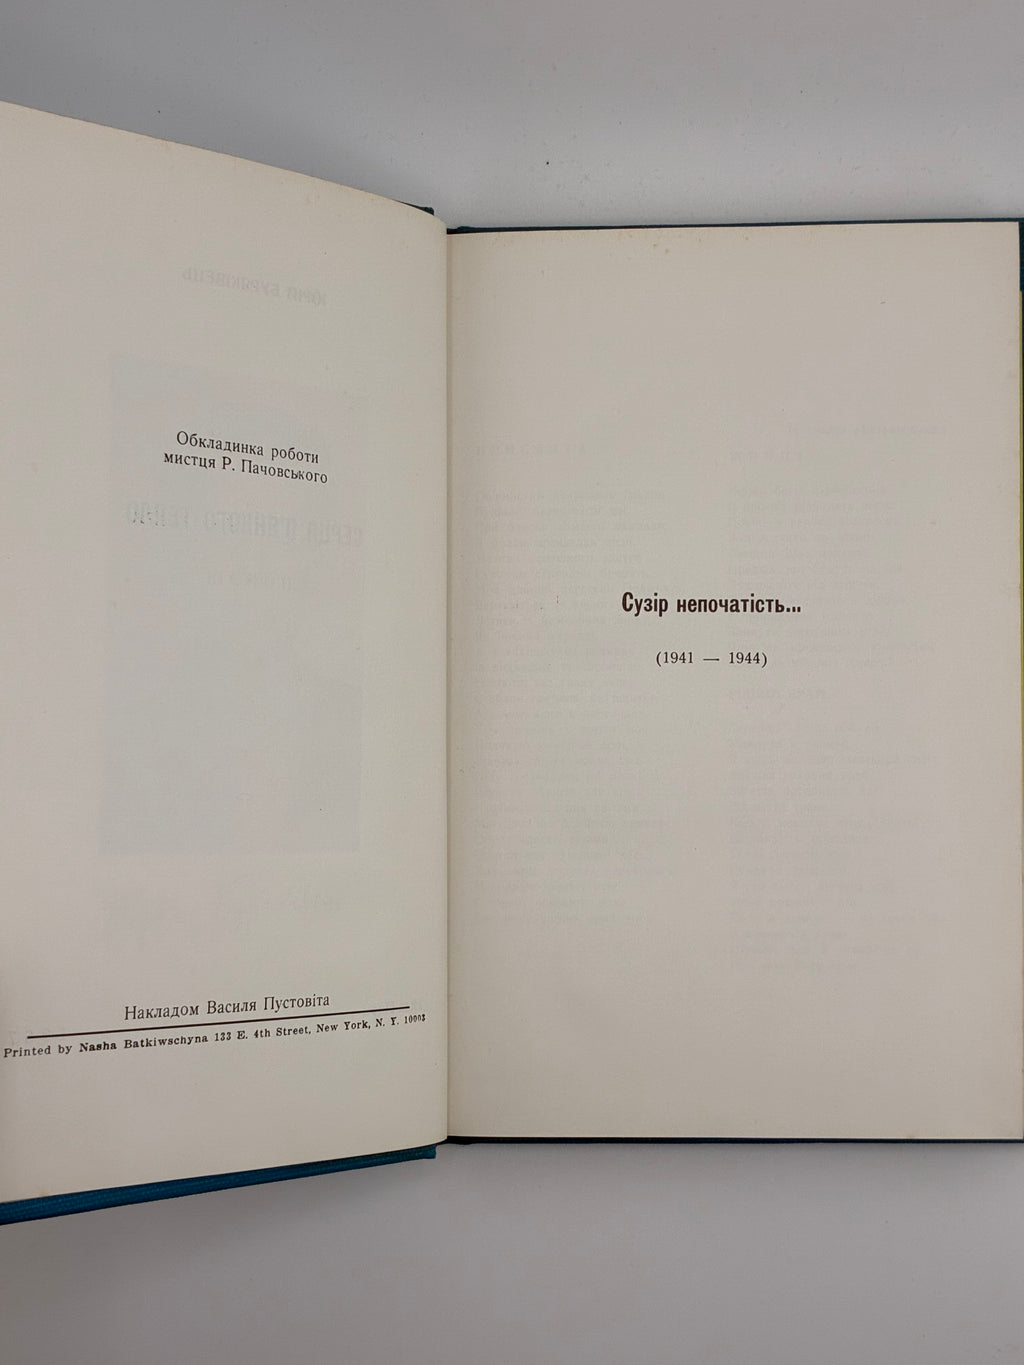 Обкладинка роботи
мистця Р. Пачовського
Накладом Василя Пустовіта
Printed by Nasha Batkiwschyna 133 E. 4th Street, New York, N. Y. 10003
Сузір непочатість...
(1941 — 1944)